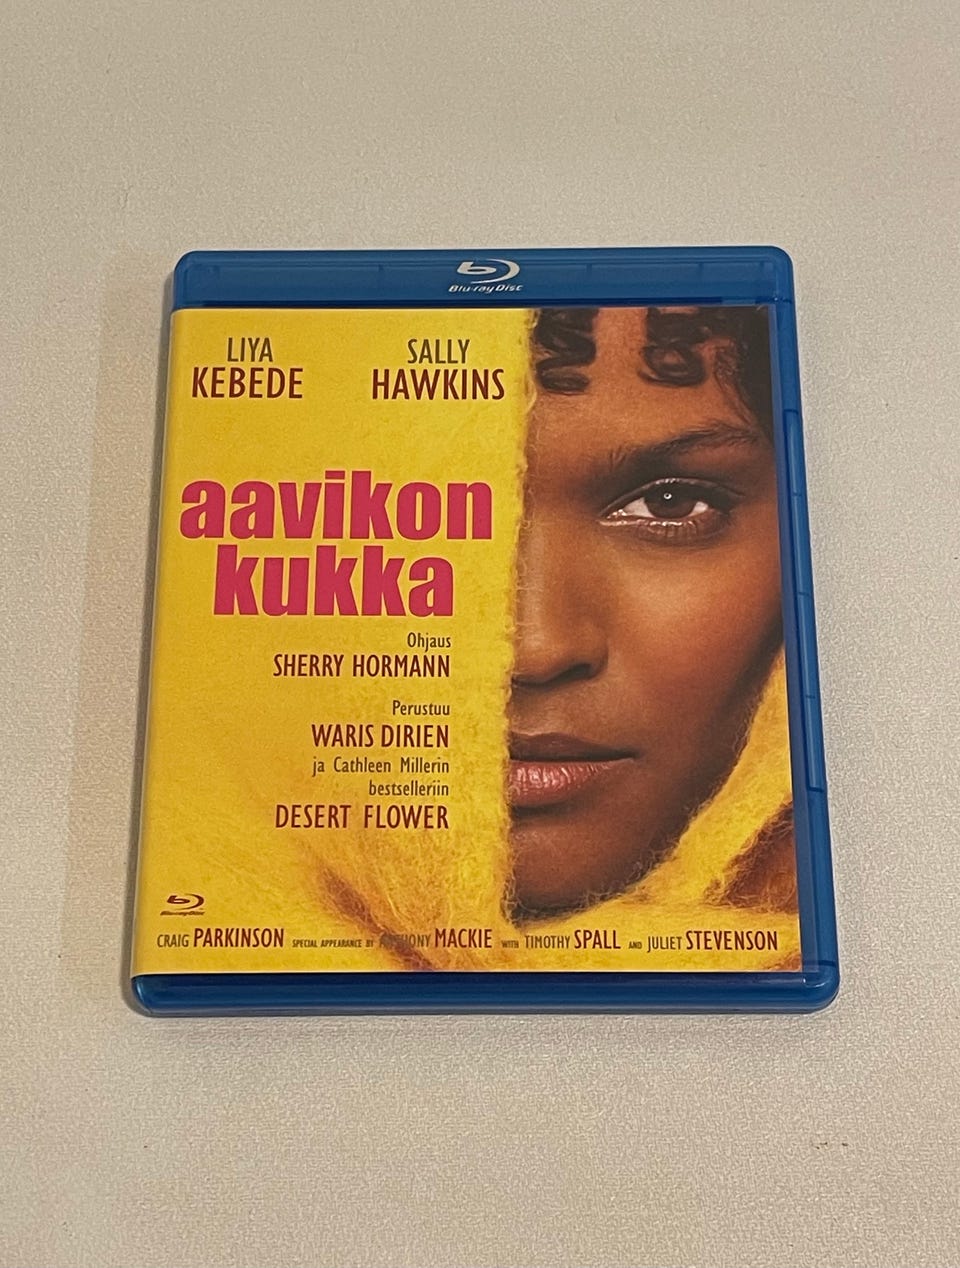 Blu-ray Disc
LIYA
KEBEDE
SALLY
HAWKINS
aavikon
kukka
Ohjaus
SHERRY HORMANN
Perustuu
WARIS DIRIEN
ja Cathleen Millerin
bestselleriin
DESERT FLOWER
Blu-ray Disc
CRAIG PARKINSON SPECIAL APPEARANCE BY ANTHONY MACKIE WITH TIMOTHY SPALL AND JULIET STEVENSON